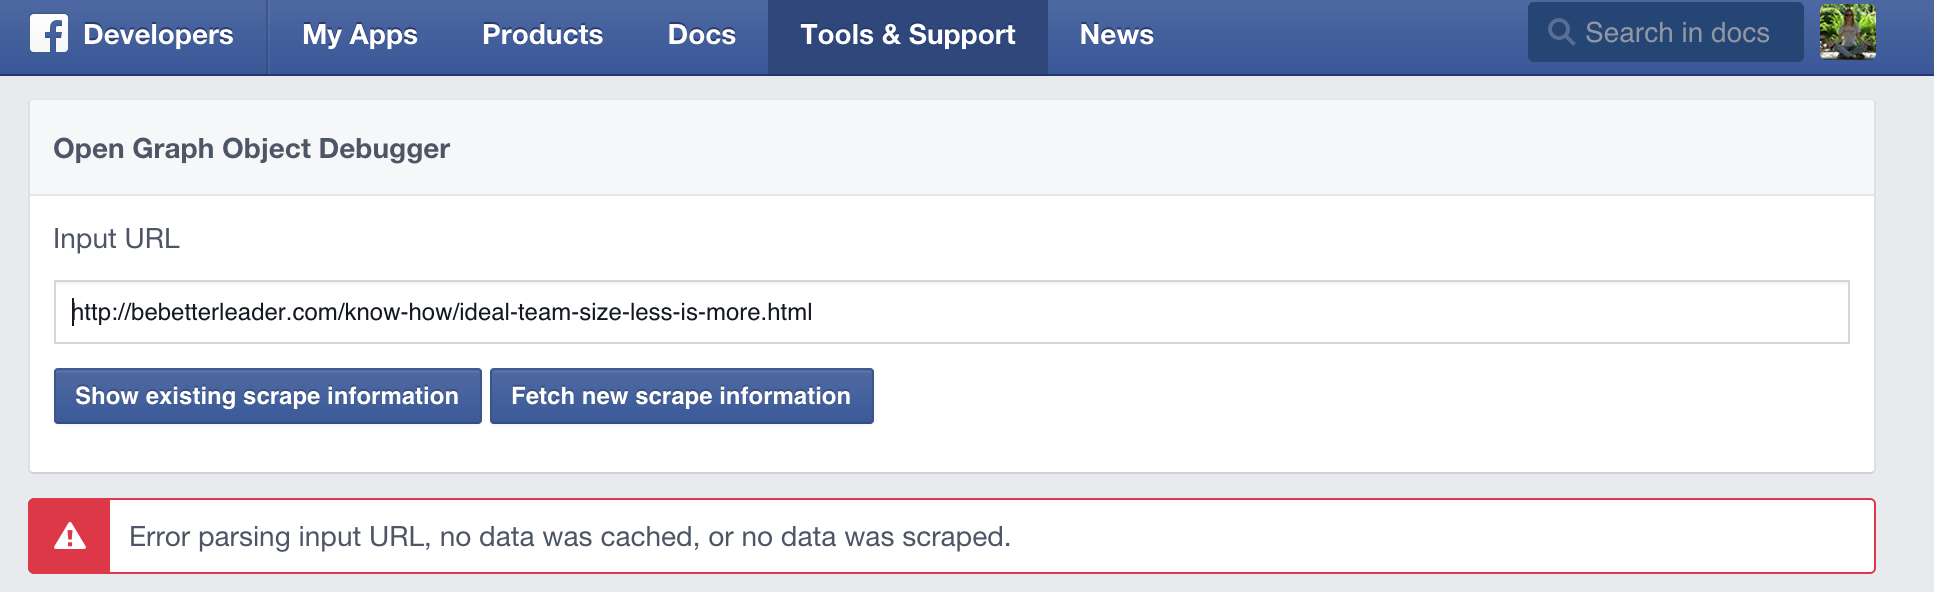 Developers My Apps Products Docs Tools & Support News Search in docs
Open Graph Object Debugger
Input URL
http://bebetterleader.com/know-how/ideal-team-size-less-is-more.html
Show existing scrape information Fetch new scrape information
Error parsing input URL, no data was cached, or no data was scraped.